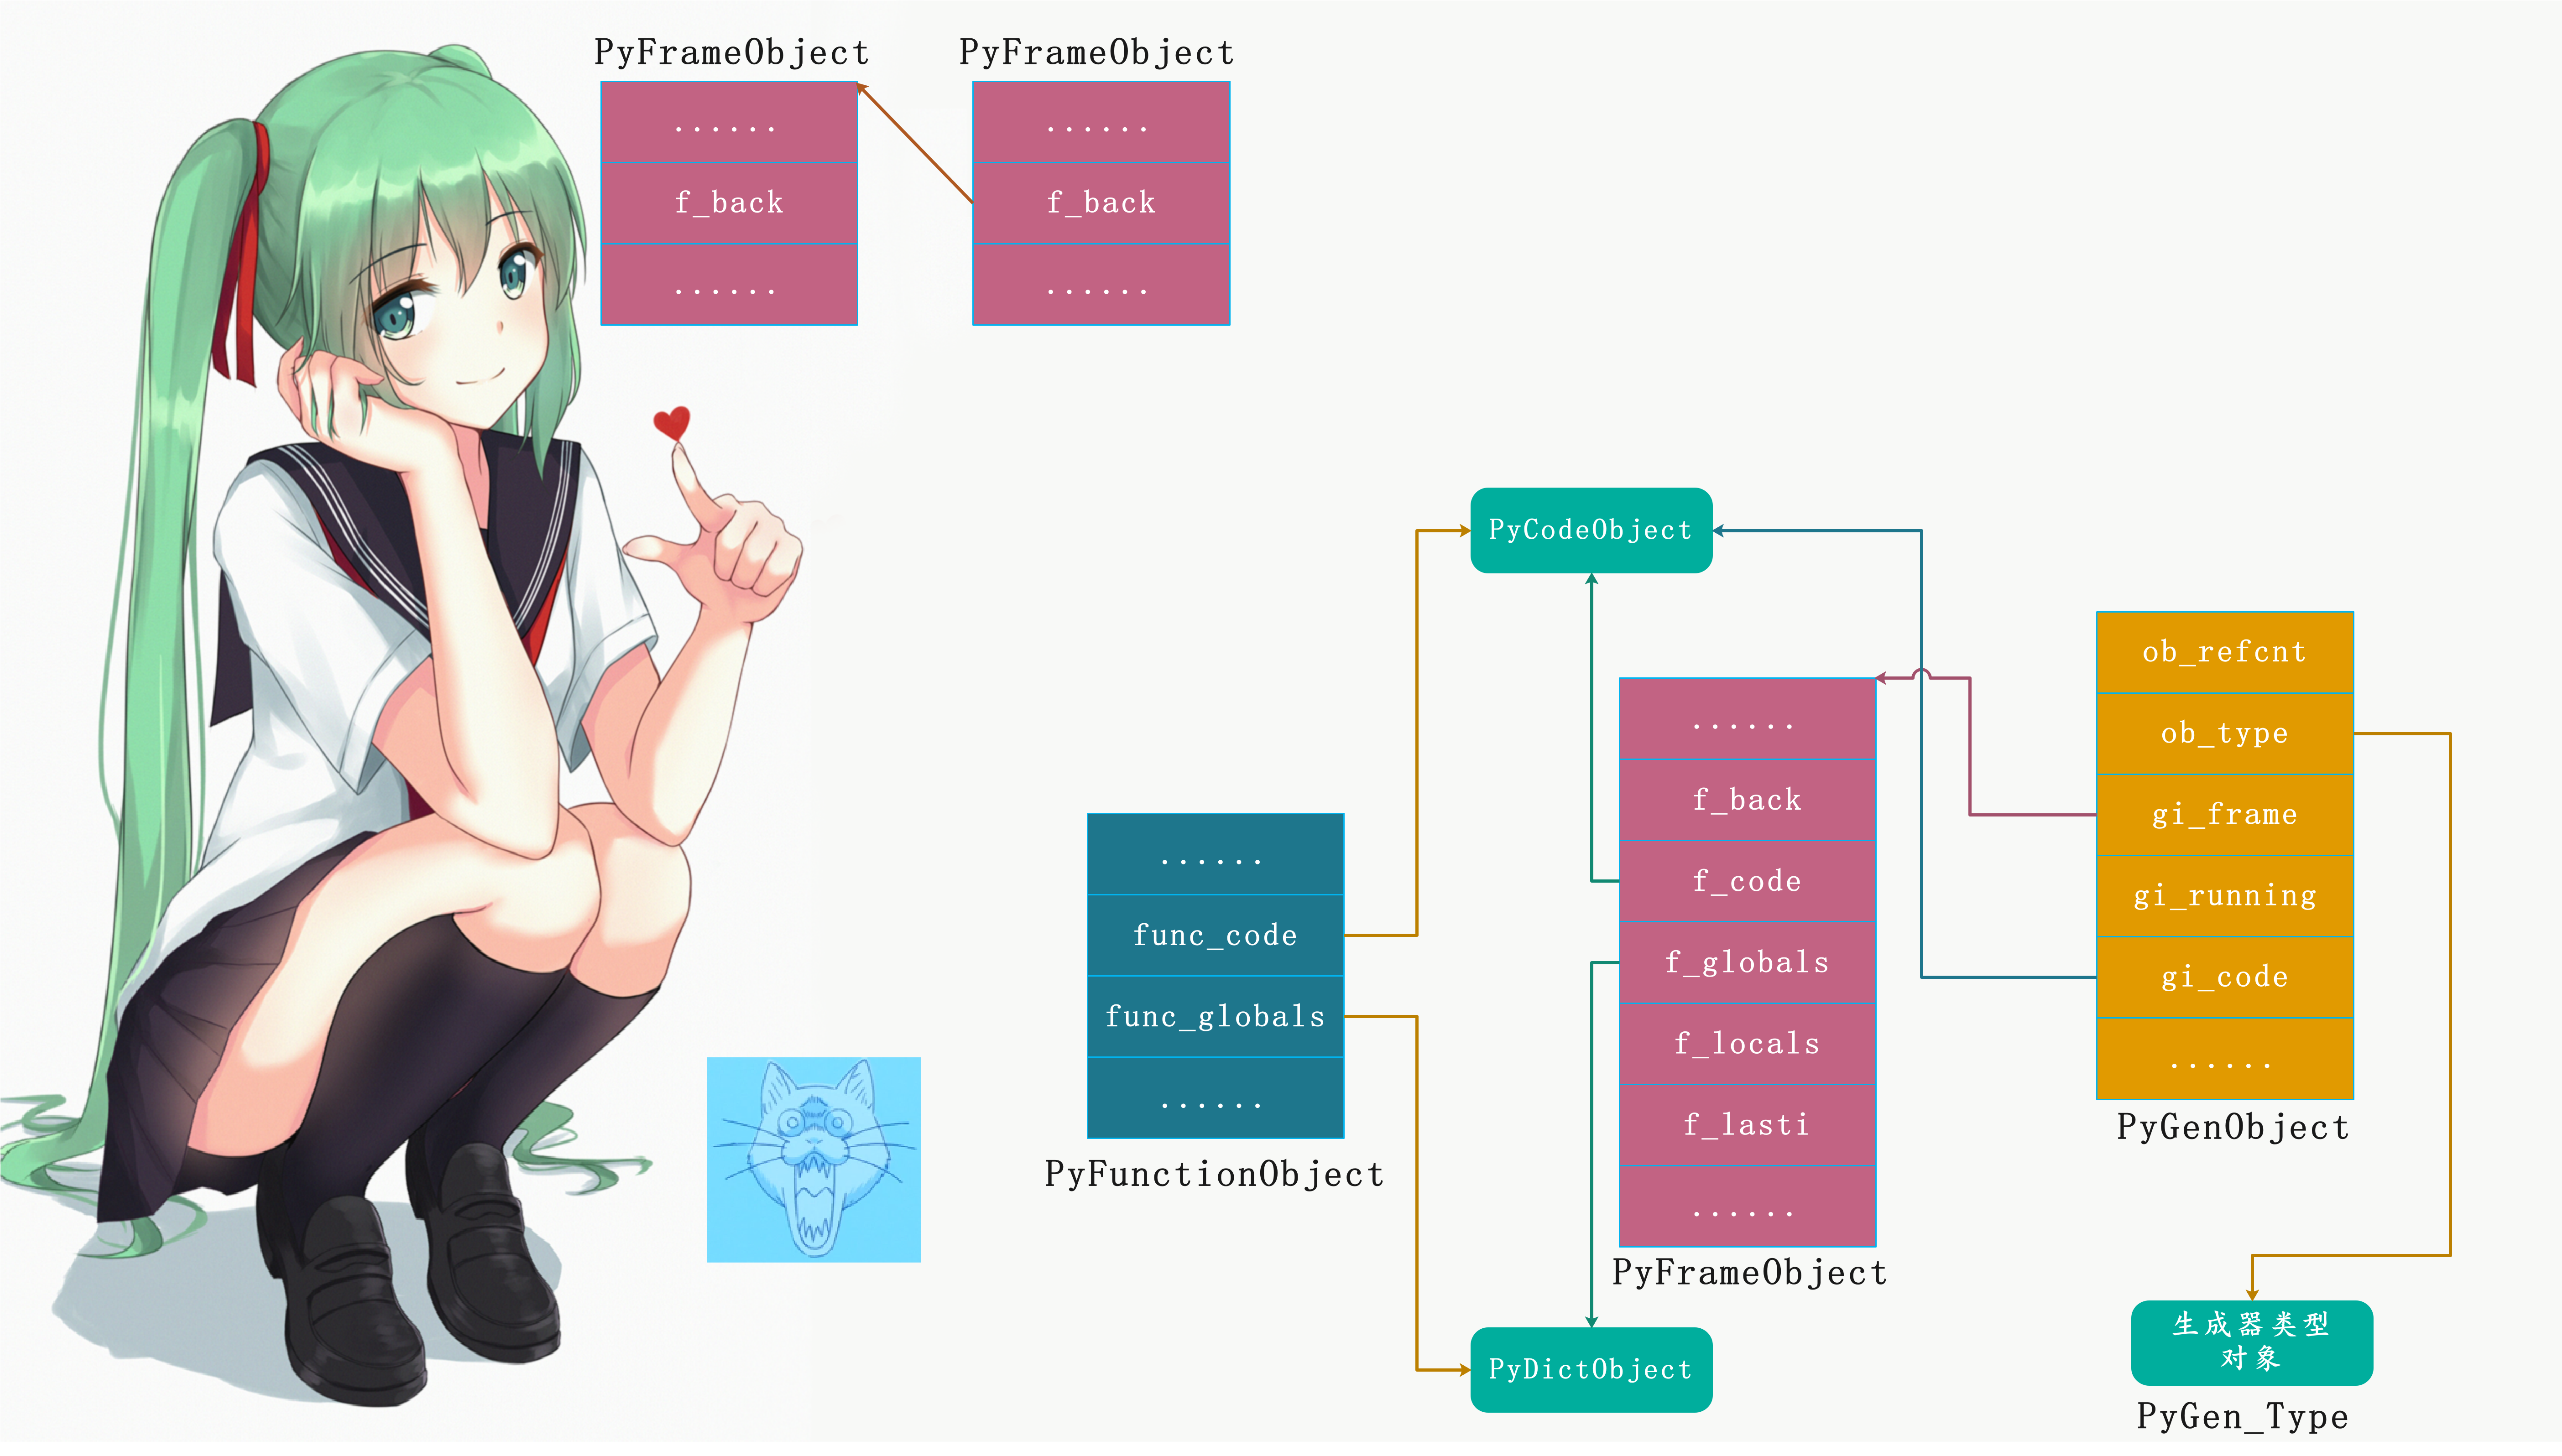 PyFrameObject
......
f_back
......
PyFrameObject
......
f_back
......
PyCodeObject
......
func_code
func_globals
......
PyFunctionObject
......
f_back
f_code
f_globals
f_locals
f_lasti
......
PyFrameObject
PyDictObject
ob_refcnt
ob_type
gi_frame
gi_running
gi_code
......
PyGenObject
生成器类型
对象
PyGen_Type